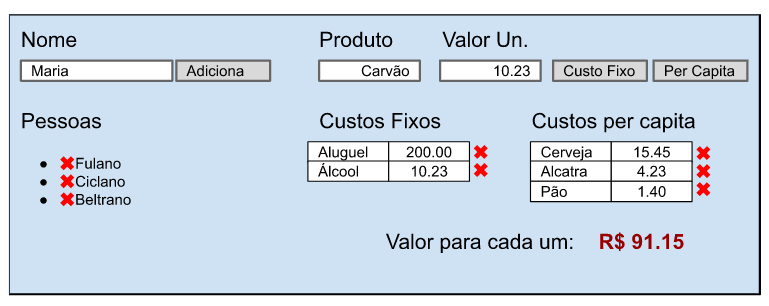 Nome Produto Valor Un.
Maria Adiciona Carvão 10.23 Custo Fixo Per Capita
Pessoas Custos Fixos Custos per capita
Aluguel 200.00 Cerveja 15.45
Fulano Álcool 10.23 Alcatra 4.23
Ciclano Pão 1.40
Beltrano
Valor para cada um: R$ 91.15